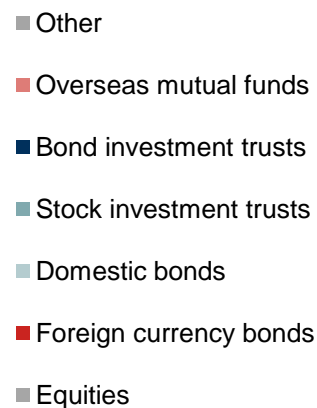 Other
Overseas mutual funds
Bond investment trusts
Stock investment trusts
Domestic bonds
Foreign currency bonds
Equities